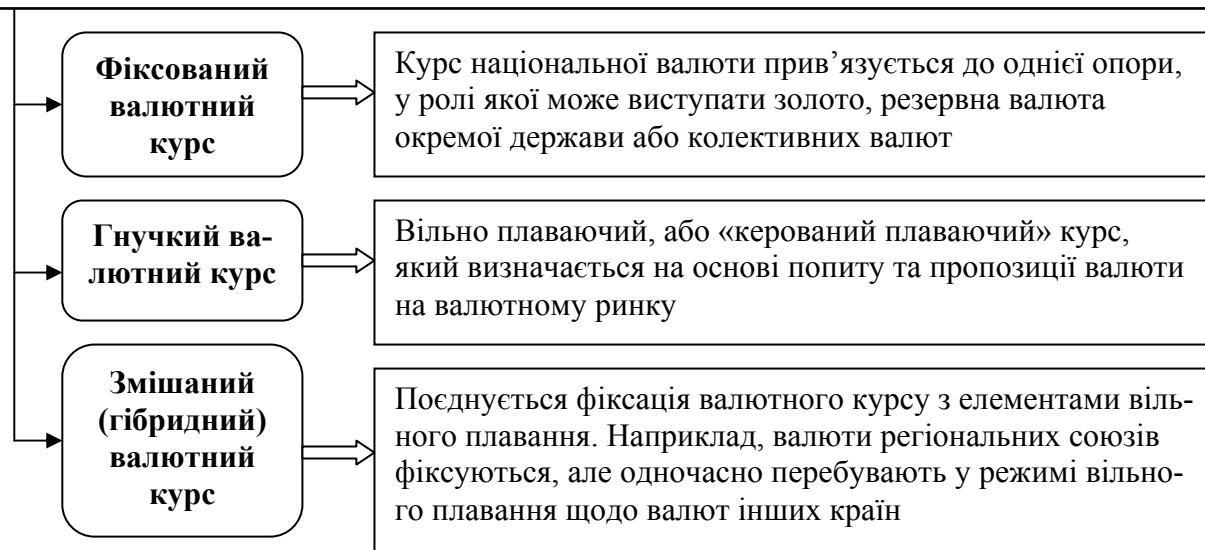 Фіксований
валютний
курс
Курс національної валюти прив’язується до однієї опори,
у ролі якої може виступати золото, резервна валюта
окремої держави або колективних валют
Гнучкий ва-
лютний курс
Вільно плаваючий, або «керований плаваючий» курс,
який визначається на основі попиту та пропозиції валюти
на валютному ринку
Змішаний
(гібридний)
валютний
курс
Поєднується фіксація валютного курсу з елементами віль-
ного плавання. Наприклад, валюти регіональних союзів
фіксуються, але одночасно перебувають у режимі вільно-
го плавання щодо валют інших країн